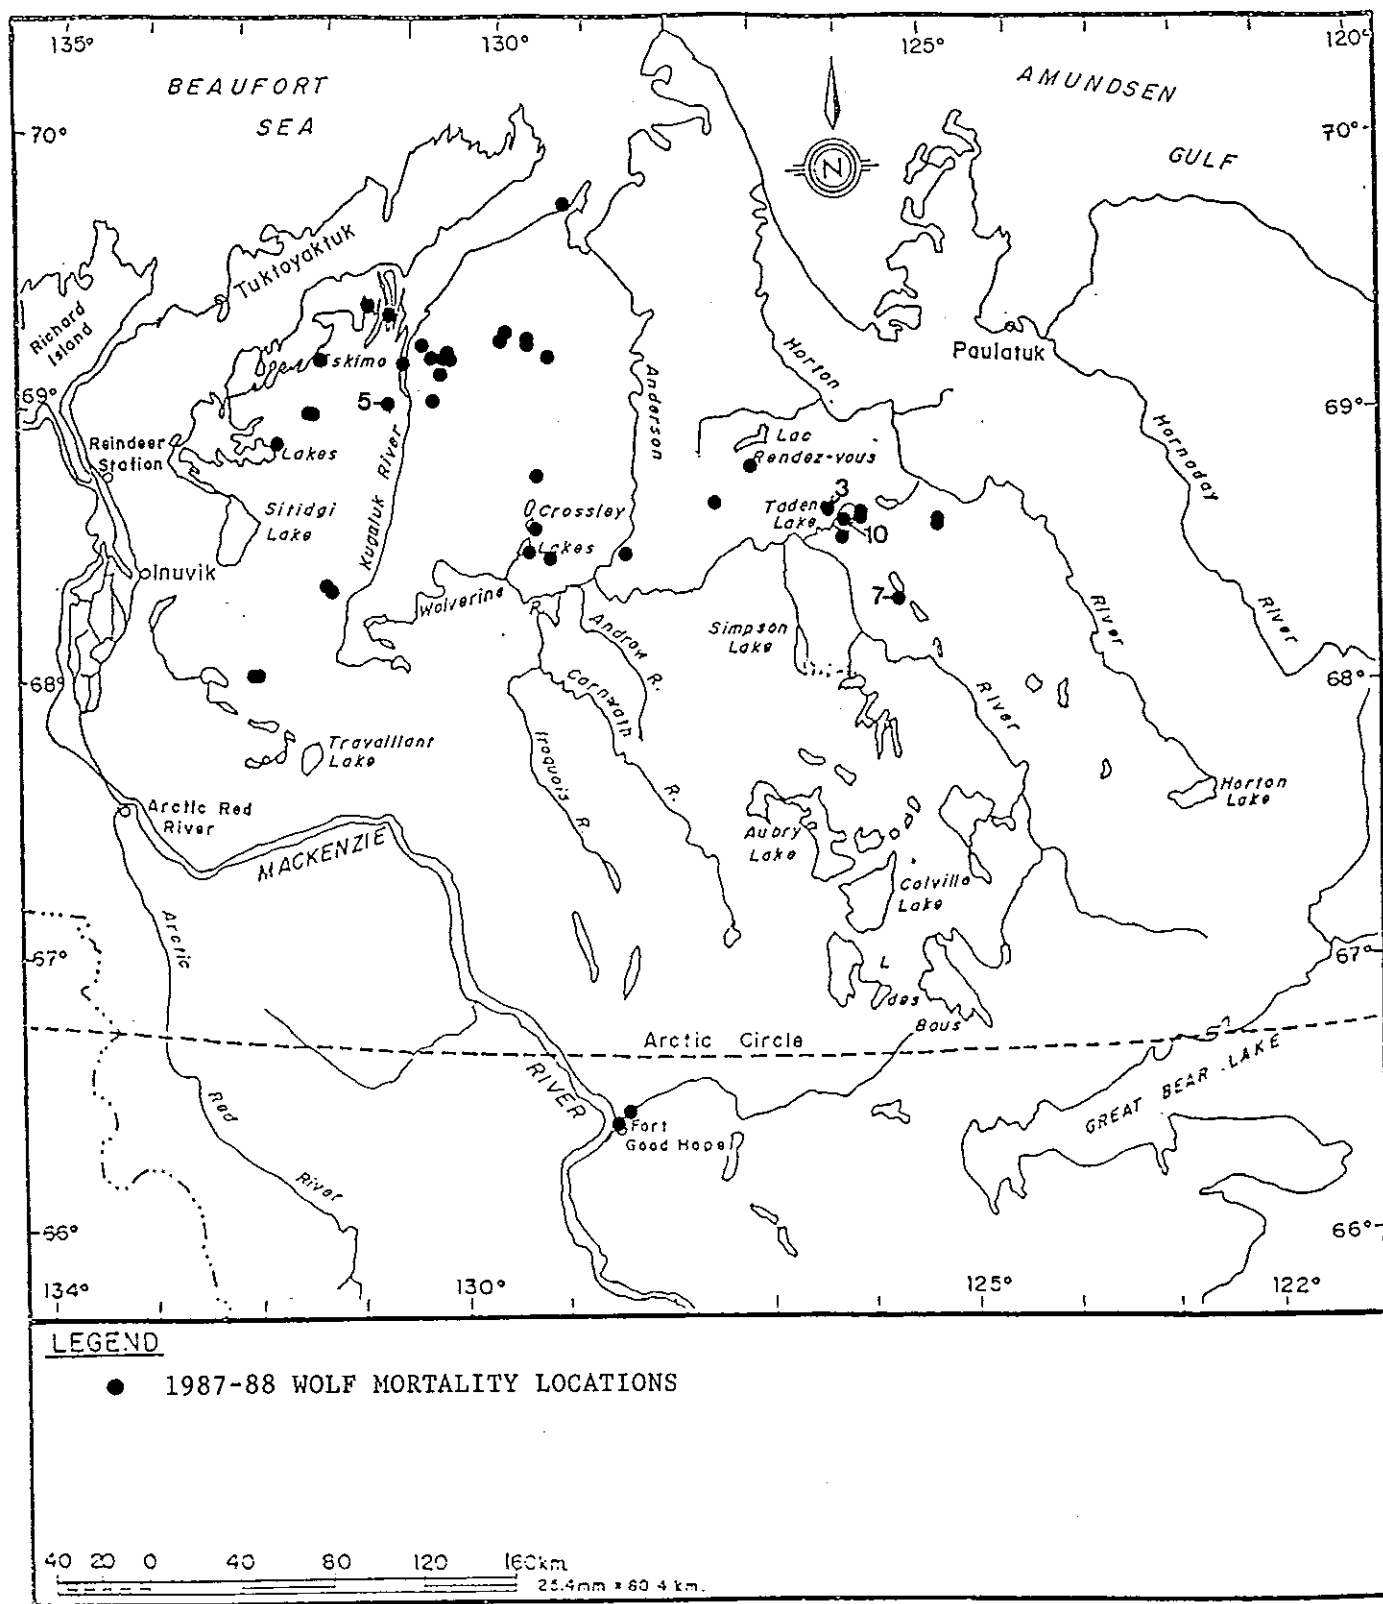 135°
130°
125°
120°
BEAUFORT
SEA
AMUNDSEN
GULF
70°
70°
N
Tuktoyaktuk
Richard
Island
Paulatuk
Eskimo
Horton
Anderson
69°
5
69°
Reindeer
Station
Lakes
Lac
Rendez-vous
Hornaday
Kugaluk River
3
Sitidgi
Lake
Crossley
Taden
Lake
10
Lakes
Inuvik
7
Wolverine
R.
Androw
R.
Simpson
Lake
River
River
68°
68°
River
Carnwath
R.
Iroquois
R.
Travaillant
Lake
Horton
Lake
Arctic Red
River
MACKENZIE
Aubry
Lake
Colville
Lake
Arctic
67°
67°
L
des
Bous
Arctic Circle
RIVER
GREAT BEAR LAKE
Red
Fort
Good Hope
River
66°
66°
134°
130°
125°
122°
LEGEND
1987-88 WOLF MORTALITY LOCATIONS
40 20 0 40 80 120 160km
25.4mm = 60.4 km.